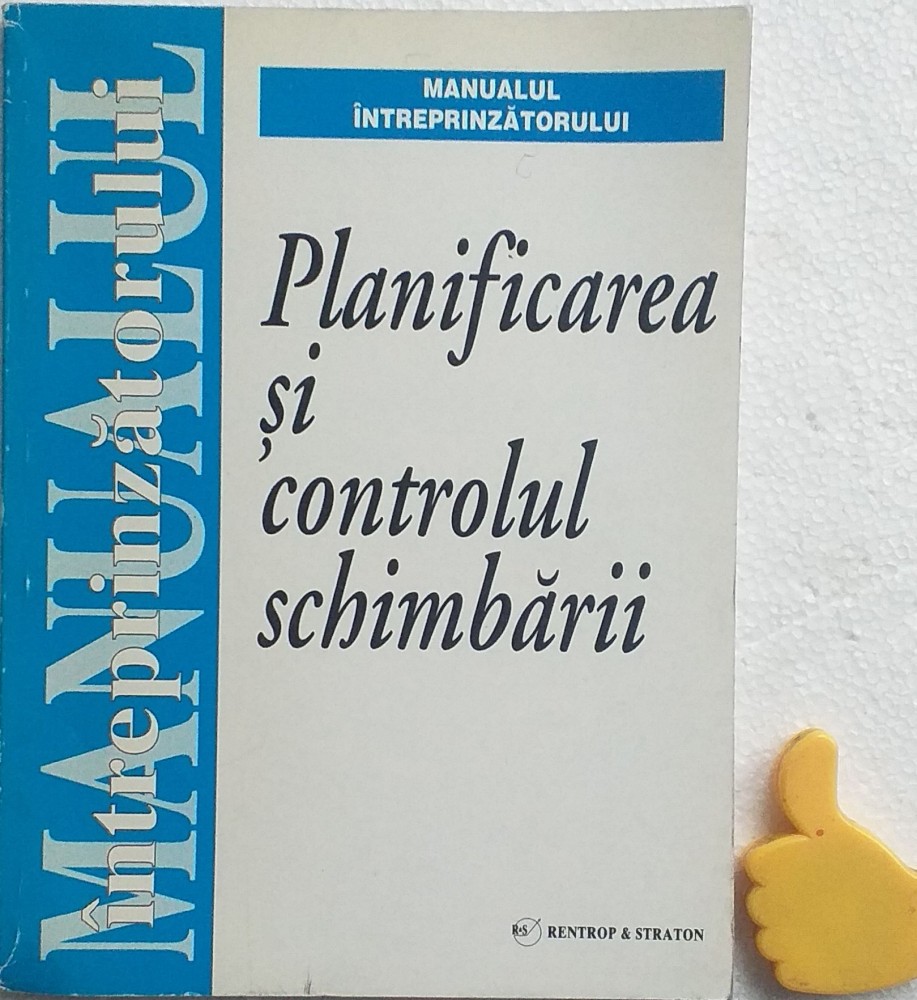 MANUALUL
întreprinzătorului
MANUALUL
ÎNTREPRINZĂTORULUI
Planificarea
și
controlul
schimbării
R&S RENTROP & STRATON